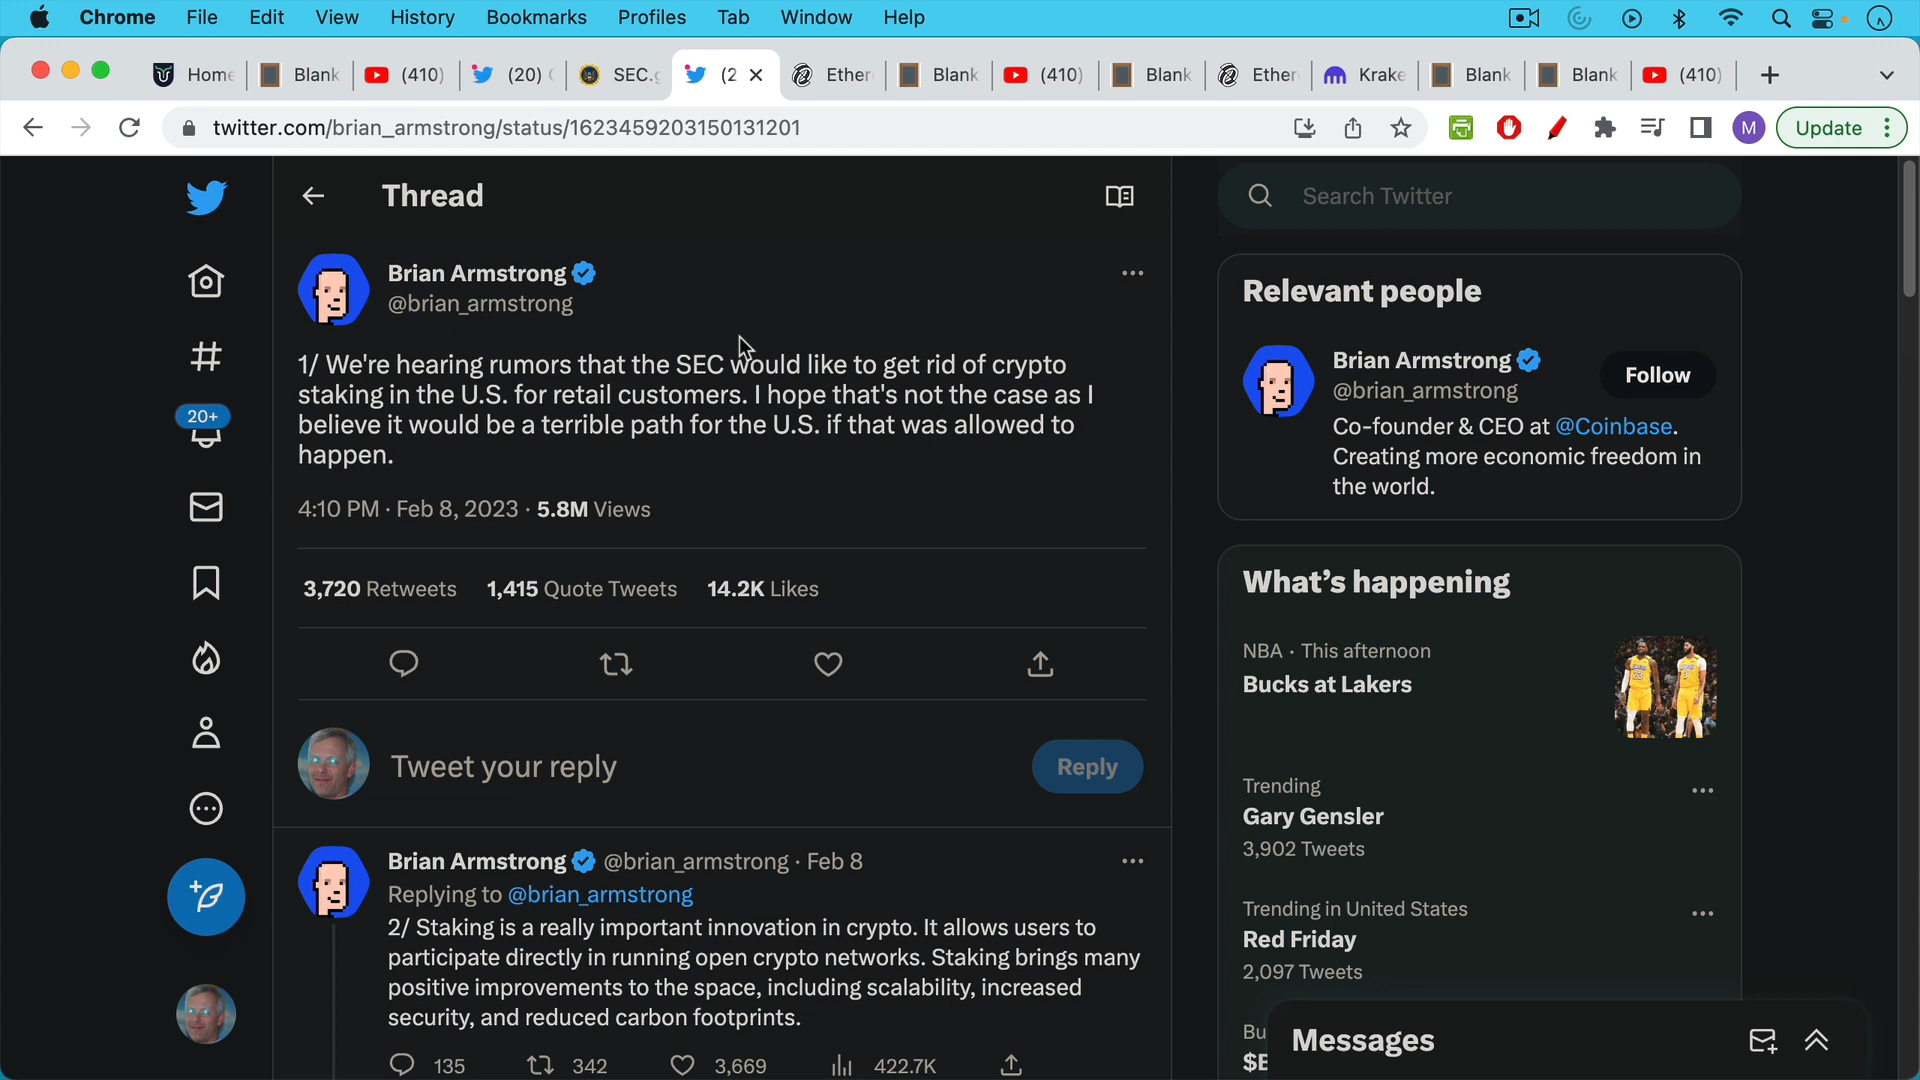 Chrome File Edit View History Bookmarks Profiles Tab Window Help
Home Blank (410) (20) SEC.g (2 Ether Blank (410) Blank Ether Krake Blank Blank (410)
twitter.com/brian_armstrong/status/1623459203150131201
M
Update
Thread
Search Twitter
Brian Armstrong
@brian_armstrong
1/ We're hearing rumors that the SEC would like to get rid of crypto
staking in the U.S. for retail customers. I hope that's not the case as I
believe it would be a terrible path for the U.S. if that was allowed to
happen.
4:10 PM · Feb 8, 2023 · 5.8M Views
3,720 Retweets 1,415 Quote Tweets 14.2K Likes
Tweet your reply
Reply
Brian Armstrong @brian_armstrong · Feb 8
Replying to @brian_armstrong
2/ Staking is a really important innovation in crypto. It allows users to
participate directly in running open crypto networks. Staking brings many
positive improvements to the space, including scalability, increased
security, and reduced carbon footprints.
135 342 3,669 422.7K
20+
Relevant people
Brian Armstrong
@brian_armstrong
Follow
Co-founder & CEO at @Coinbase.
Creating more economic freedom in
the world.
What's happening
NBA · This afternoon
Bucks at Lakers
Trending
Gary Gensler
3,902 Tweets
Trending in United States
Red Friday
2,097 Tweets
Bu
Messages